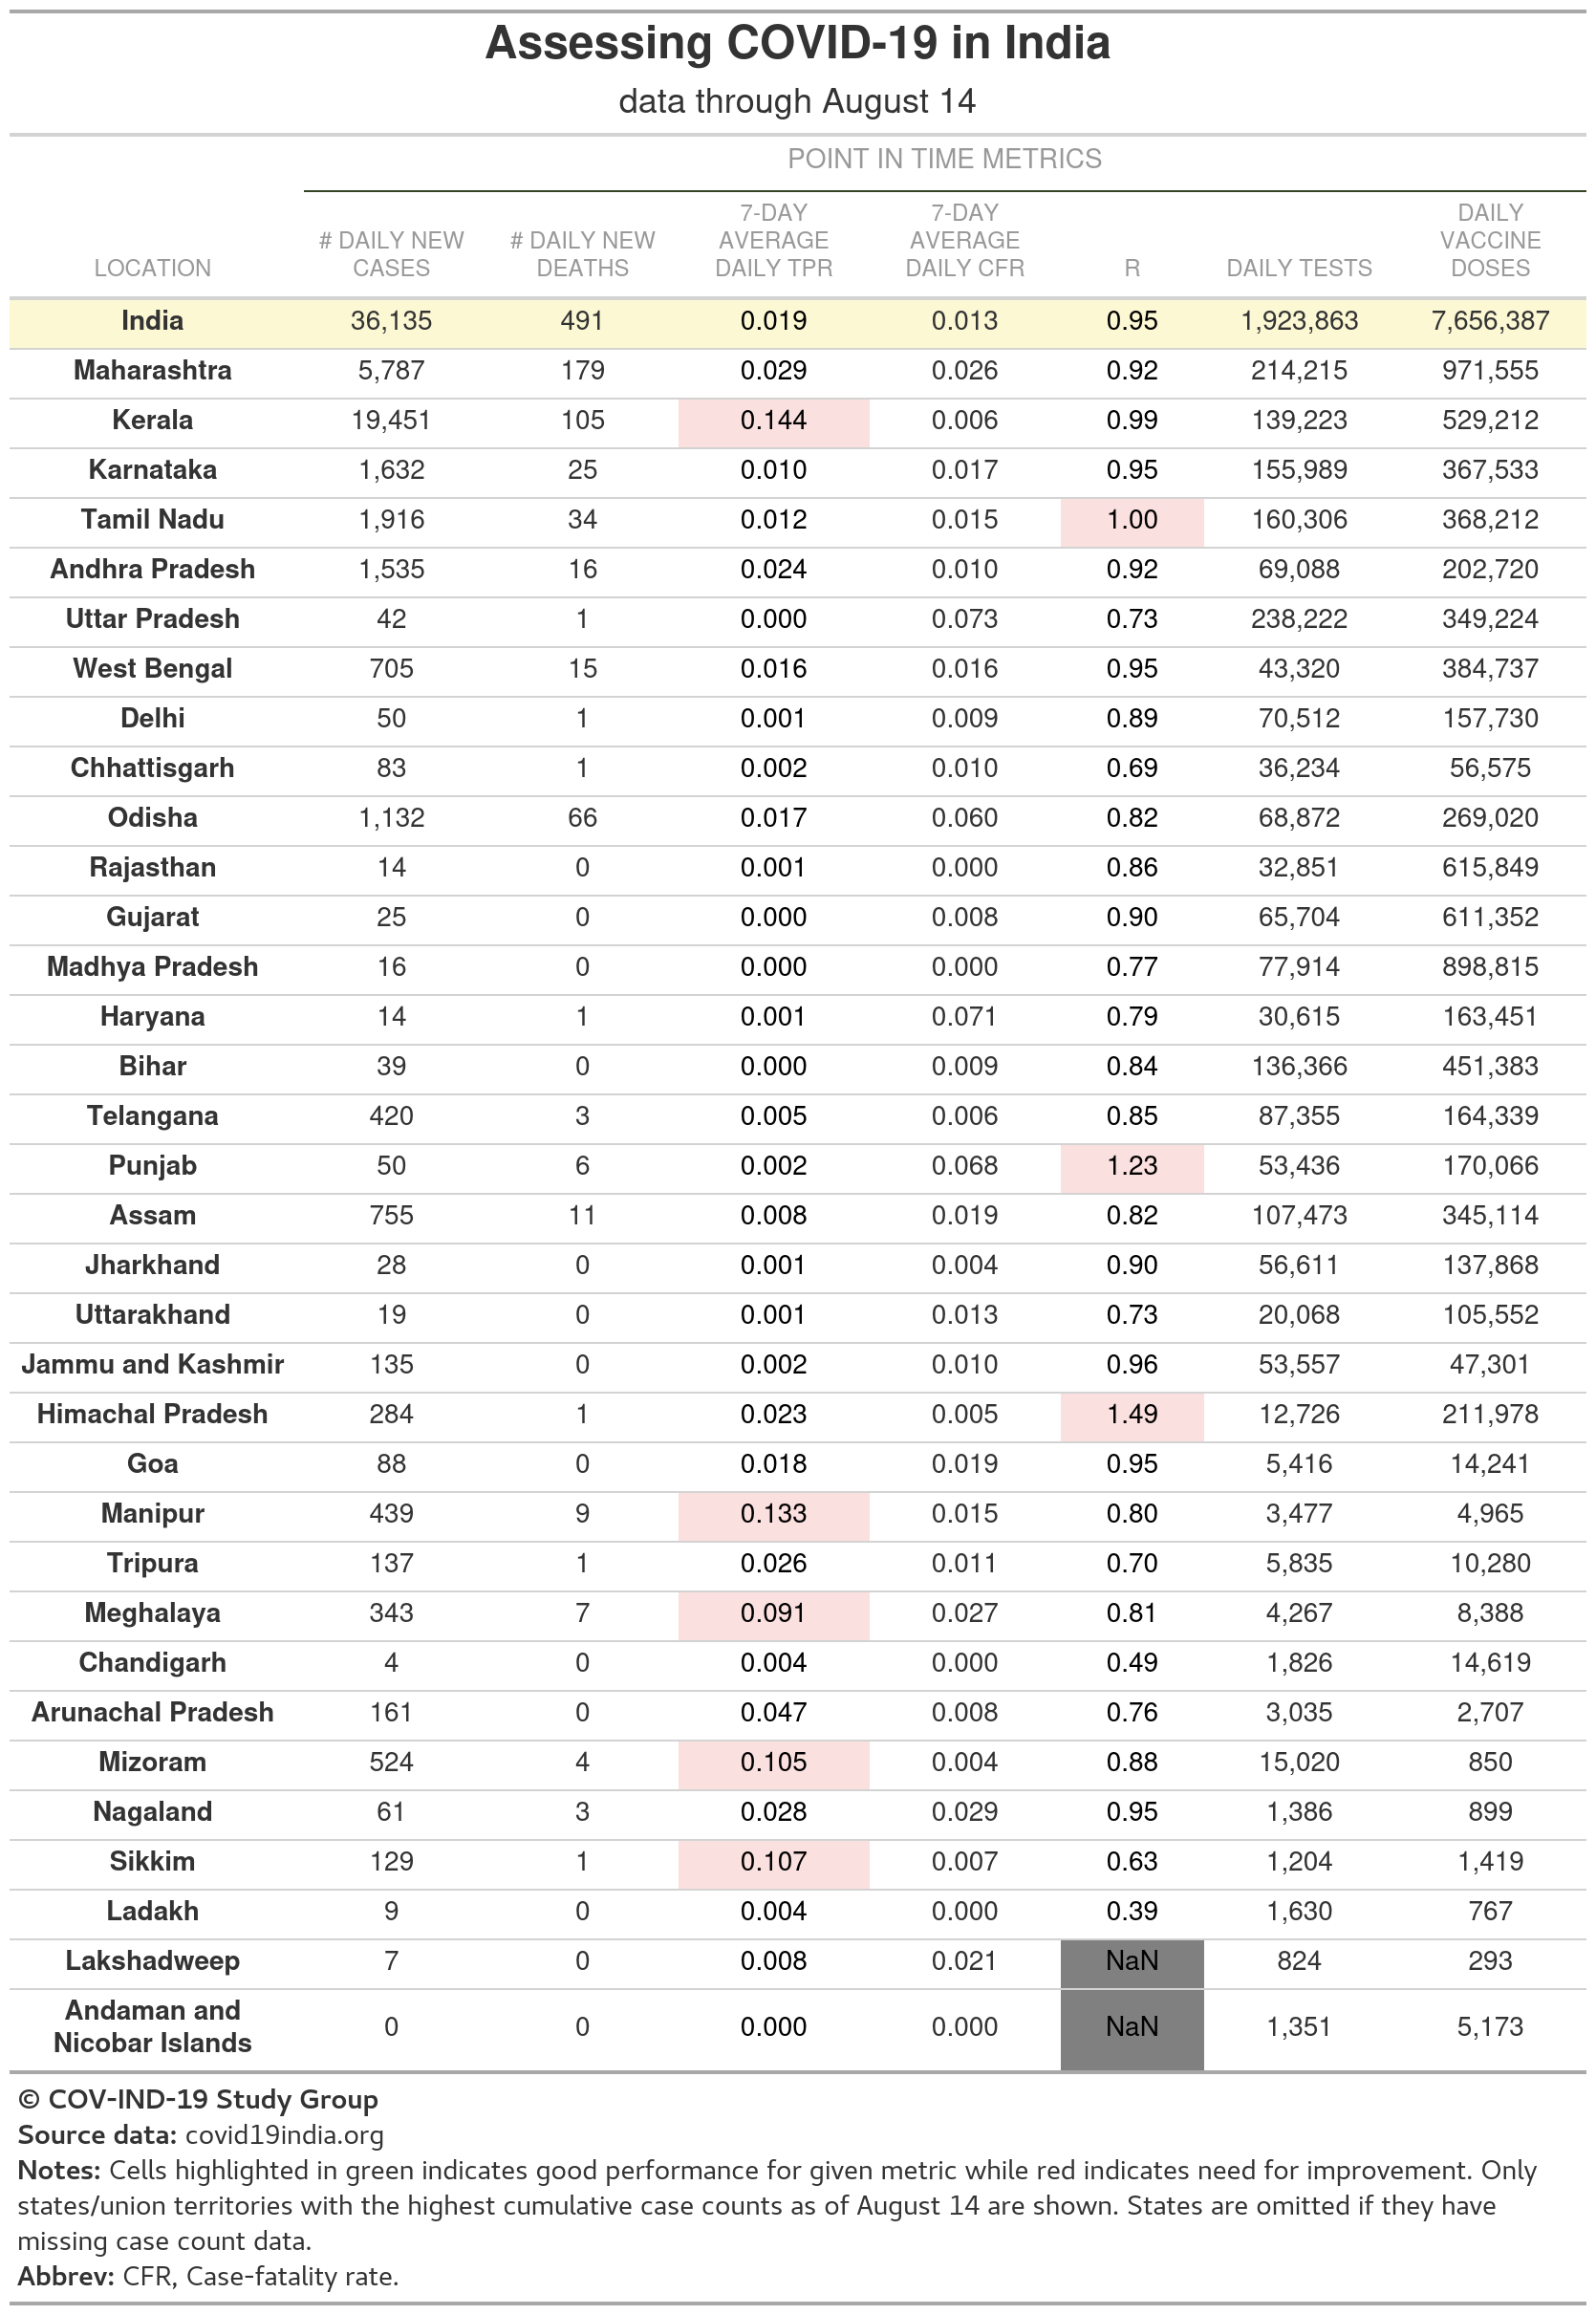 Assessing COVID-19 in India
data through August 14
POINT IN TIME METRICS
LOCATION # DAILY NEW CASES # DAILY NEW DEATHS 7-DAY AVERAGE DAILY TPR 7-DAY AVERAGE DAILY CFR R DAILY TESTS DAILY VACCINE DOSES
India 36,135 491 0.019 0.013 0.95 1,923,863 7,656,387
Maharashtra 5,787 179 0.029 0.026 0.92 214,215 971,555
Kerala 19,451 105 0.144 0.006 0.99 139,223 529,212
Karnataka 1,632 25 0.010 0.017 0.95 155,989 367,533
Tamil Nadu 1,916 34 0.012 0.015 1.00 160,306 368,212
Andhra Pradesh 1,535 16 0.024 0.010 0.92 69,088 202,720
Uttar Pradesh 42 1 0.000 0.073 0.73 238,222 349,224
West Bengal 705 15 0.016 0.016 0.95 43,320 384,737
Delhi 50 1 0.001 0.009 0.89 70,512 157,730
Chhattisgarh 83 1 0.002 0.010 0.69 36,234 56,575
Odisha 1,132 66 0.017 0.060 0.82 68,872 269,020
Rajasthan 14 0 0.001 0.000 0.86 32,851 615,849
Gujarat 25 0 0.000 0.008 0.90 65,704 611,352
Madhya Pradesh 16 0 0.000 0.000 0.77 77,914 898,815
Haryana 14 1 0.001 0.071 0.79 30,615 163,451
Bihar 39 0 0.000 0.009 0.84 136,366 451,383
Telangana 420 3 0.005 0.006 0.85 87,355 164,339
Punjab 50 6 0.002 0.068 1.23 53,436 170,066
Assam 755 11 0.008 0.019 0.82 107,473 345,114
Jharkhand 28 0 0.001 0.004 0.90 56,611 137,868
Uttarakhand 19 0 0.001 0.013 0.73 20,068 105,552
Jammu and Kashmir 135 0 0.002 0.010 0.96 53,557 47,301
Himachal Pradesh 284 1 0.023 0.005 1.49 12,726 211,978
Goa 88 0 0.018 0.019 0.95 5,416 14,241
Manipur 439 9 0.133 0.015 0.80 3,477 4,965
Tripura 137 1 0.026 0.011 0.70 5,835 10,280
Meghalaya 343 7 0.091 0.027 0.81 4,267 8,388
Chandigarh 4 0 0.004 0.000 0.49 1,826 14,619
Arunachal Pradesh 161 0 0.047 0.008 0.76 3,035 2,707
Mizoram 524 4 0.105 0.004 0.88 15,020 850
Nagaland 61 3 0.028 0.029 0.95 1,386 899
Sikkim 129 1 0.107 0.007 0.63 1,204 1,419
Ladakh 9 0 0.004 0.000 0.39 1,630 767
Lakshadweep 7 0 0.008 0.021 NaN 824 293
Andaman and Nicobar Islands 0 0 0.000 0.000 NaN 1,351 5,173
© COV-IND-19 Study Group
Source data: covid19india.org
Notes: Cells highlighted in green indicates good performance for given metric while red indicates need for improvement. Only
states/union territories with the highest cumulative case counts as of August 14 are shown. States are omitted if they have
missing case count data.
Abbrev: CFR, Case-fatality rate.